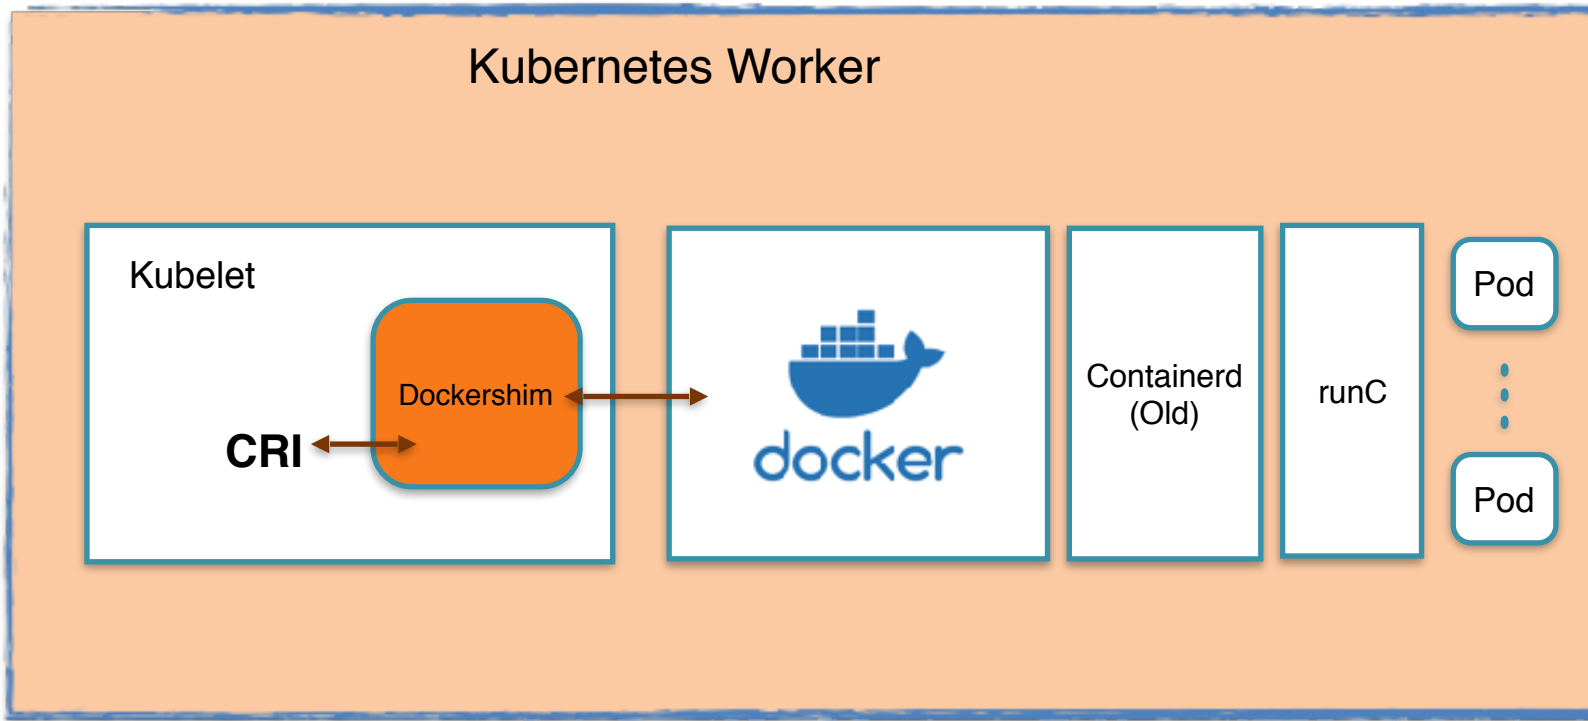 Kubernetes Worker
Kubelet
Dockershim
CRI
docker
Containerd
(Old)
runC
Pod
Pod